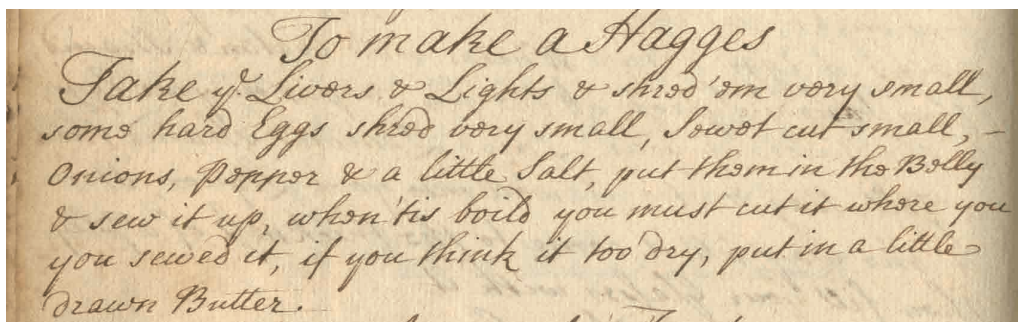 To make a Hagges
Take ye. Livers & Lights & shred 'em very small,
some hard Eggs shred very small, Sewet cut small, –
Onions, Pepper & a little Salt, put them in the Belly
& sew it up, when 'tis boild you must cut it where you
you sewed it, if you think it too dry, put in a little
drawn Butter.